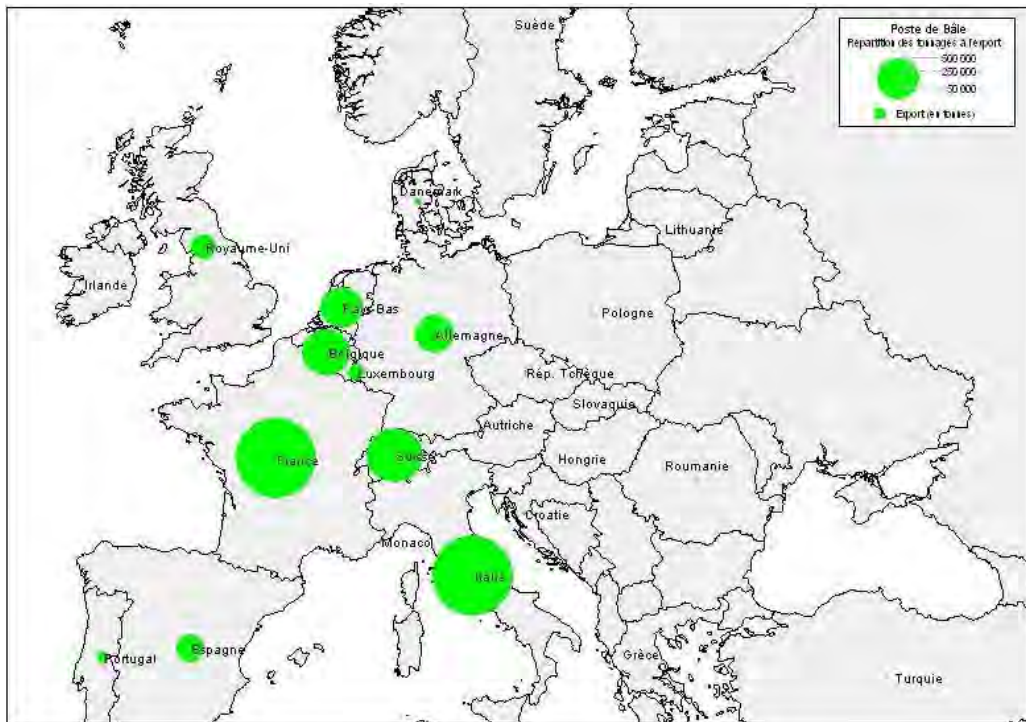 Suède
Poste de Bâle
Répartition des tonnages à l'export
500 000
250 000
50 000
Export (en tonnes)
Danemark
Lithuanie
Royaume-Uni
Irlande
Pays-Bas
Pologne
Allemagne
Belgique
Luxembourg
Rép. Tchèque
Slovaquie
Autriche
France
Suisse
Hongrie
Roumanie
Croatie
Monaco
Italie
Espagne
Portugal
Grèce
Turquie